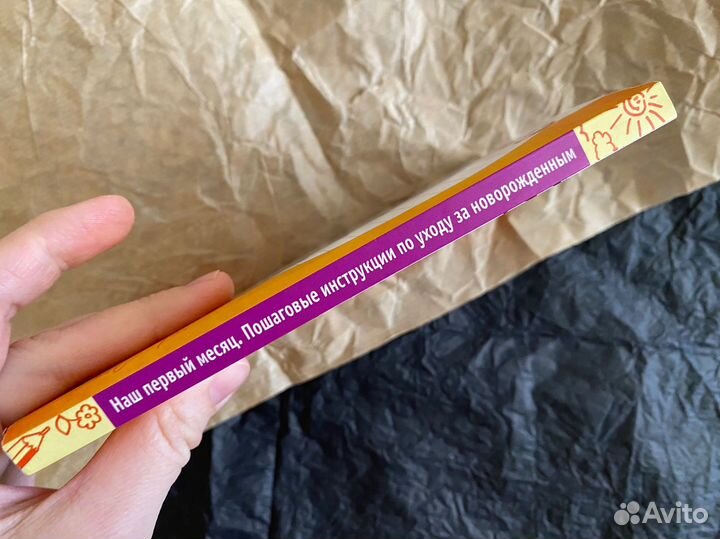 Наш первый месяц. Пошаговые инструкции по уходу за новорожденным
Avito